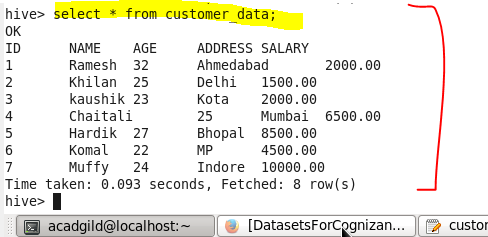 hive> select * from customer_data;
OK
ID NAME AGE ADDRESS SALARY
1 Ramesh 32 Ahmedabad 2000.00
2 Khilan 25 Delhi 1500.00
3 kaushik 23 Kota 2000.00
4 Chaitali 25 Mumbai 6500.00
5 Hardik 27 Bhopal 8500.00
6 Komal 22 MP 4500.00
7 Muffy 24 Indore 10000.00
Time taken: 0.093 seconds, Fetched: 8 row(s)
hive>
acadgild@localhost:~ [DatasetsForCognizan... custor